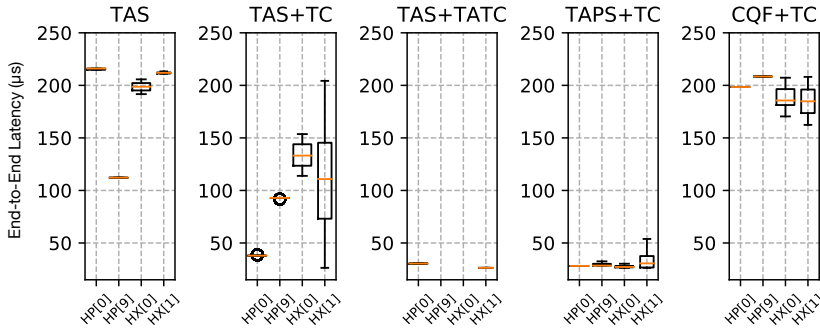 TAS TAS+TC TAS+TATC TAPS+TC CQF+TC
End-to-End Latency (µs)
250 250 250 250 250
200 200 200 200 200
150 150 150 150 150
100 100 100 100 100
50 50 50 50 50
HP[0] HP[9] HX[0] HX[1] HP[0] HP[9] HX[0] HX[1] HP[0] HP[9] HX[0] HX[1] HP[0] HP[9] HX[0] HX[1] HP[0] HP[9] HX[0] HX[1]